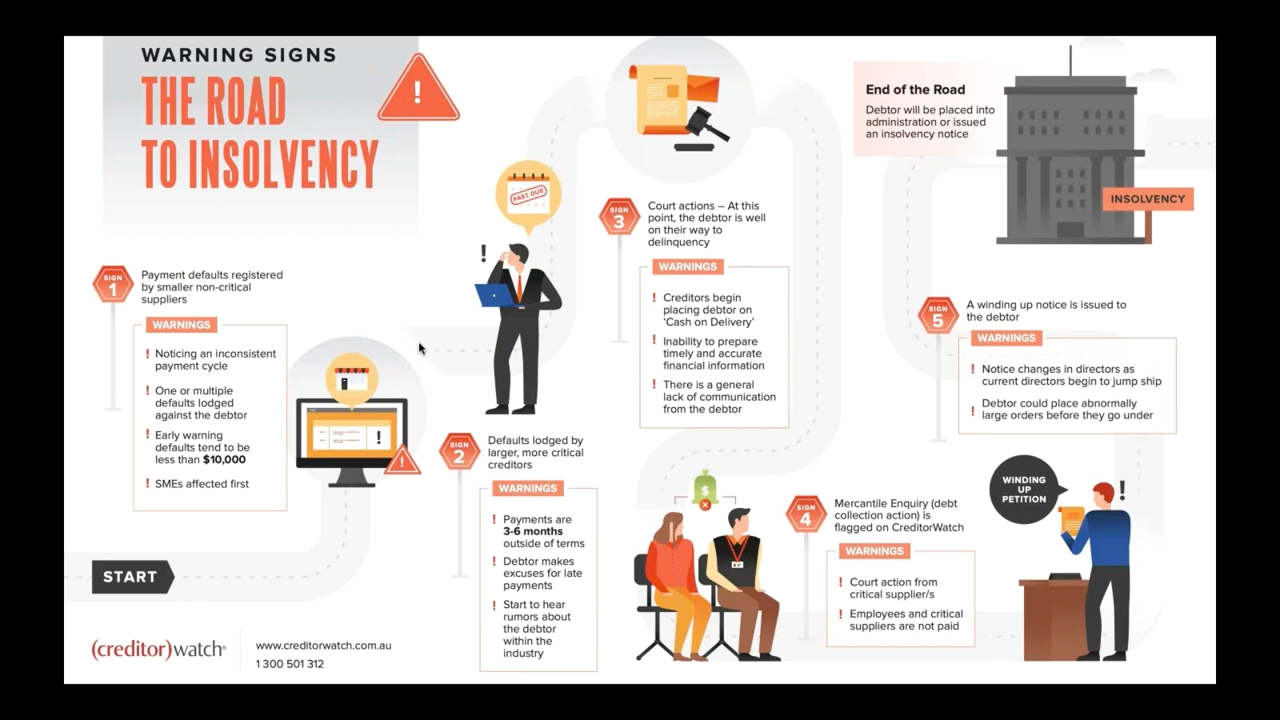 WARNING SIGNS
THE ROAD
TO INSOLVENCY
!
START
SIGN
1
Payment defaults registered
by smaller non-critical
suppliers
WARNINGS
! Noticing an inconsistent
payment cycle
! One or multiple
defaults lodged
against the debtor
! Early warning
defaults tend to be
less than $10,000
! SMEs affected first
!
!
PAST DUE
!
SIGN
2
Defaults lodged by
larger, more critical
creditors
WARNINGS
! Payments are
3-6 months
outside of terms
! Debtor makes
excuses for late
payments
! Start to hear
rumors about
the debtor
within the
industry
SIGN
3
Court actions – At this
point, the debtor is well
on their way to
delinquency
WARNINGS
! Creditors begin
placing debtor on
‘Cash on Delivery’
! Inability to prepare
timely and accurate
financial information
! There is a general
lack of communication
from the debtor
$
SIGN
4
Mercantile Enquiry (debt
collection action) is
flagged on CreditorWatch
WARNINGS
! Court action from
critical supplier/s
! Employees and critical
suppliers are not paid
SIGN
5
A winding up notice is issued to
the debtor
WARNINGS
! Notice changes in directors as
current directors begin to jump ship
! Debtor could place abnormally
large orders before they go under
WINDING
UP
PETITION
!
End of the Road
Debtor will be placed into
administration or issued
an insolvency notice
INSOLVENCY
(creditor)watch®
www.creditorwatch.com.au
1 300 501 312